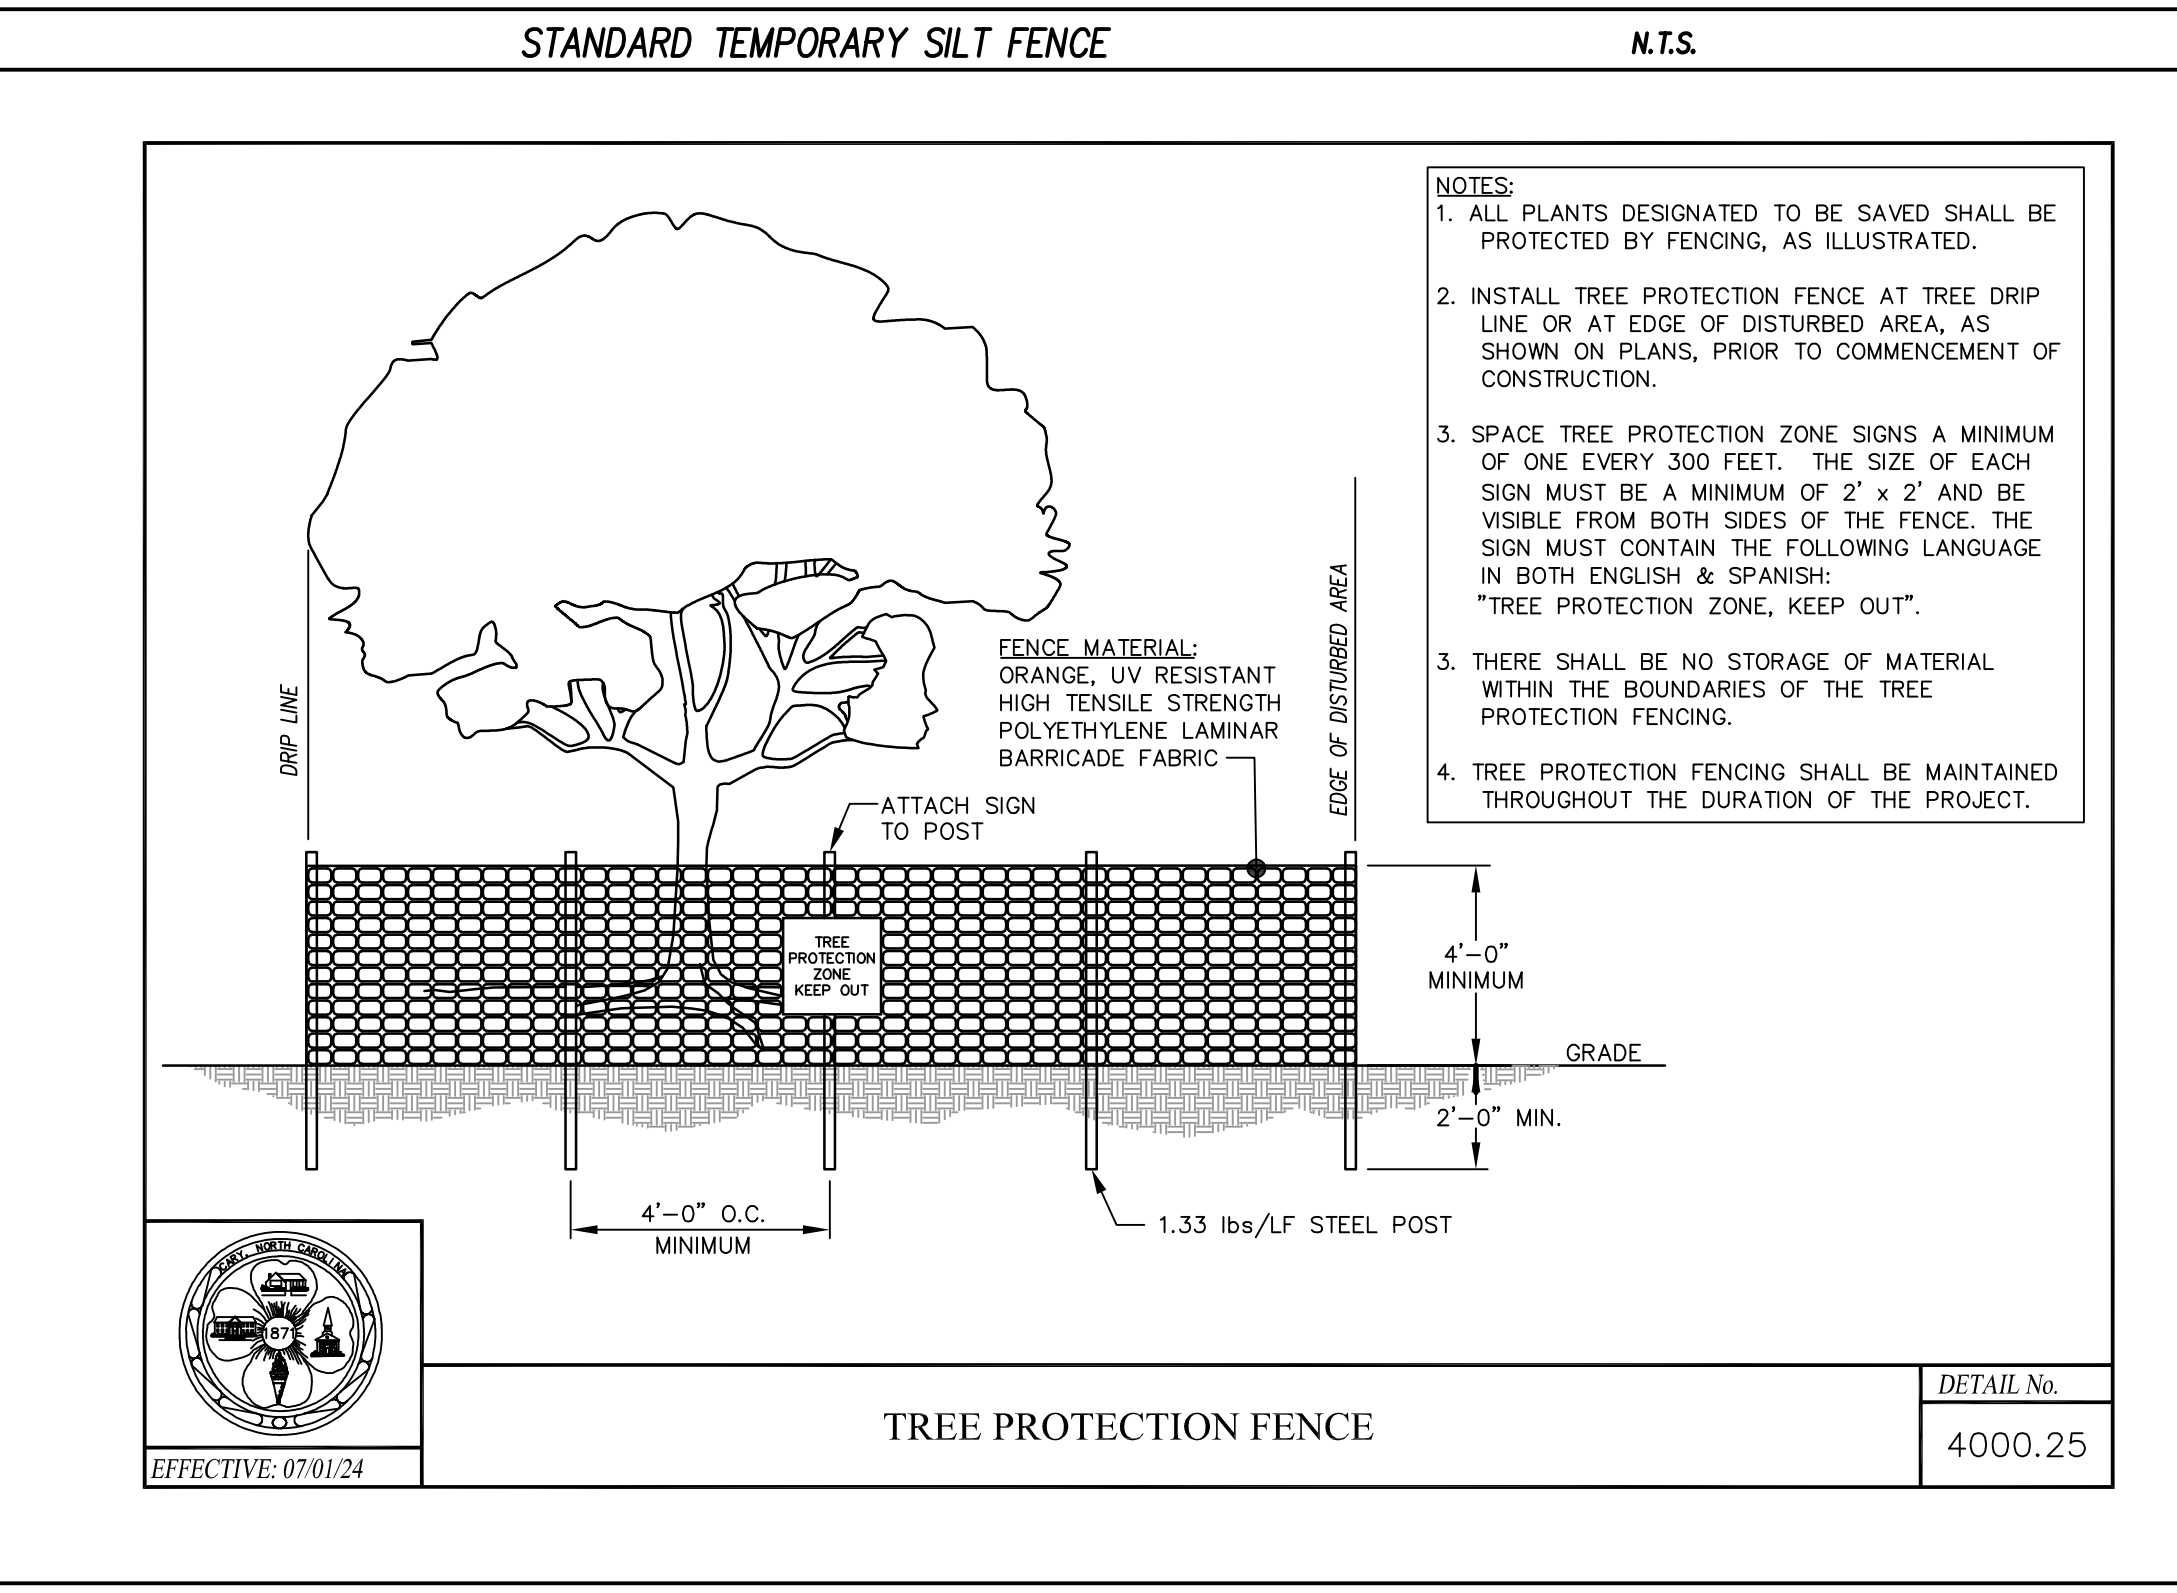 STANDARD TEMPORARY SILT FENCE
N.T.S.
NOTES:
1. ALL PLANTS DESIGNATED TO BE SAVED SHALL BE
PROTECTED BY FENCING, AS ILLUSTRATED.
2. INSTALL TREE PROTECTION FENCE AT TREE DRIP
LINE OR AT EDGE OF DISTURBED AREA, AS
SHOWN ON PLANS, PRIOR TO COMMENCEMENT OF
CONSTRUCTION.
3. SPACE TREE PROTECTION ZONE SIGNS A MINIMUM
OF ONE EVERY 300 FEET. THE SIZE OF EACH
SIGN MUST BE A MINIMUM OF 2' x 2' AND BE
VISIBLE FROM BOTH SIDES OF THE FENCE. THE
SIGN MUST CONTAIN THE FOLLOWING LANGUAGE
IN BOTH ENGLISH & SPANISH:
"TREE PROTECTION ZONE, KEEP OUT".
3. THERE SHALL BE NO STORAGE OF MATERIAL
WITHIN THE BOUNDARIES OF THE TREE
PROTECTION FENCING.
4. TREE PROTECTION FENCING SHALL BE MAINTAINED
THROUGHOUT THE DURATION OF THE PROJECT.
DRIP LINE
EDGE OF DISTURBED AREA
FENCE MATERIAL:
ORANGE, UV RESISTANT
HIGH TENSILE STRENGTH
POLYETHYLENE LAMINAR
BARRICADE FABRIC
ATTACH SIGN
TO POST
TREE
PROTECTION
ZONE
KEEP OUT
4'-0"
MINIMUM
GRADE
2'-0" MIN.
4'-0" O.C.
MINIMUM
1.33 lbs/LF STEEL POST
CARY, NORTH CAROLINA
1871
EFFECTIVE: 07/01/24
TREE PROTECTION FENCE
DETAIL No.
4000.25